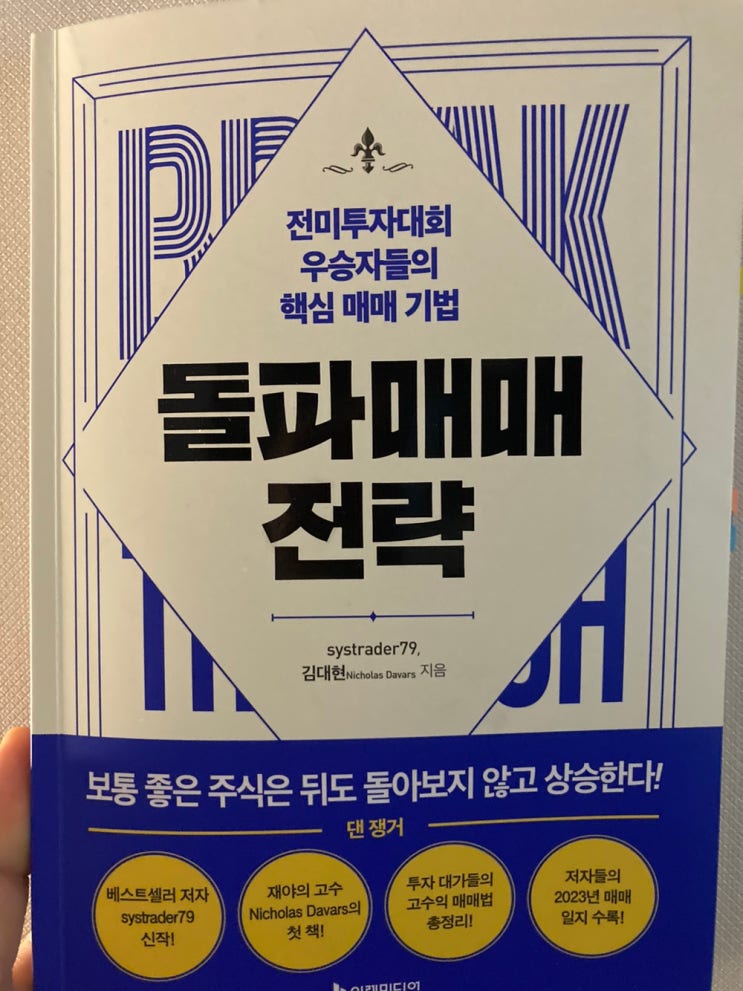 전미투자대회
우승자들의
핵심 매매 기법
돌파매매
전략
systrader79,
김대현Nicholas Davars 지음
보통 좋은 주식은 뒤도 돌아보지 않고 상승한다!
댄 쟁거
베스트셀러 저자
systrader79
신작!
재야의 고수
Nicholas Davars의
첫 책!
투자 대가들의
고수익 매매법
총정리!
저자들의
2023년 매매
일지 수록!